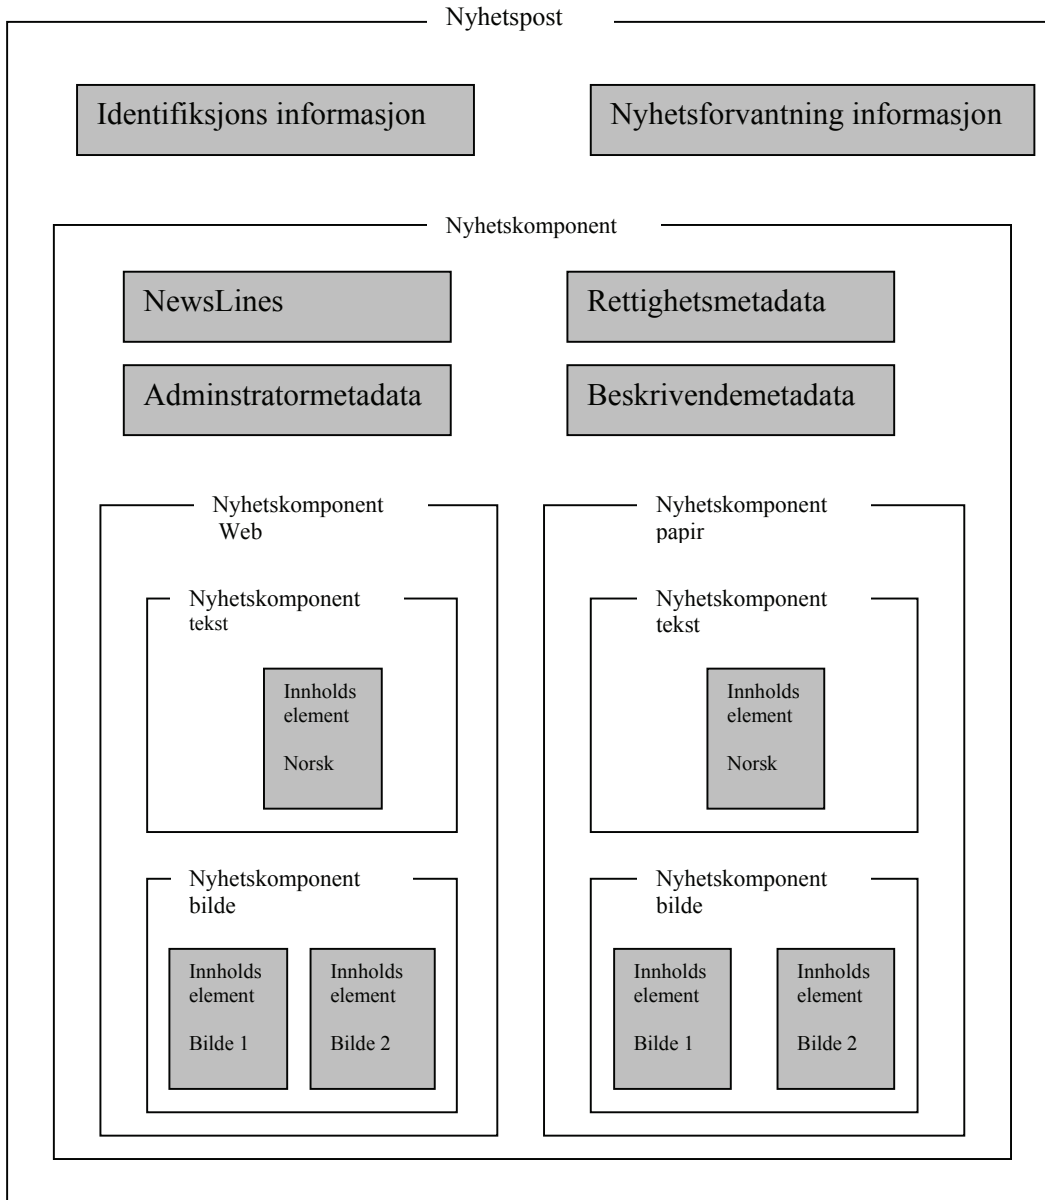 Nyhetspost
Identifiksjons informasjon
Nyhetsforvantning informasjon
Nyhetskomponent
NewsLines
Rettighetsmetadata
Adminstratormetadata
Beskrivendemetadata
Nyhetskomponent
Web
Nyhetskomponent
tekst
Innholds
element
Norsk
Nyhetskomponent
bilde
Innholds
element
Bilde 1
Innholds
element
Bilde 2
Nyhetskomponent
papir
Nyhetskomponent
tekst
Innholds
element
Norsk
Nyhetskomponent
bilde
Innholds
element
Bilde 1
Innholds
element
Bilde 2